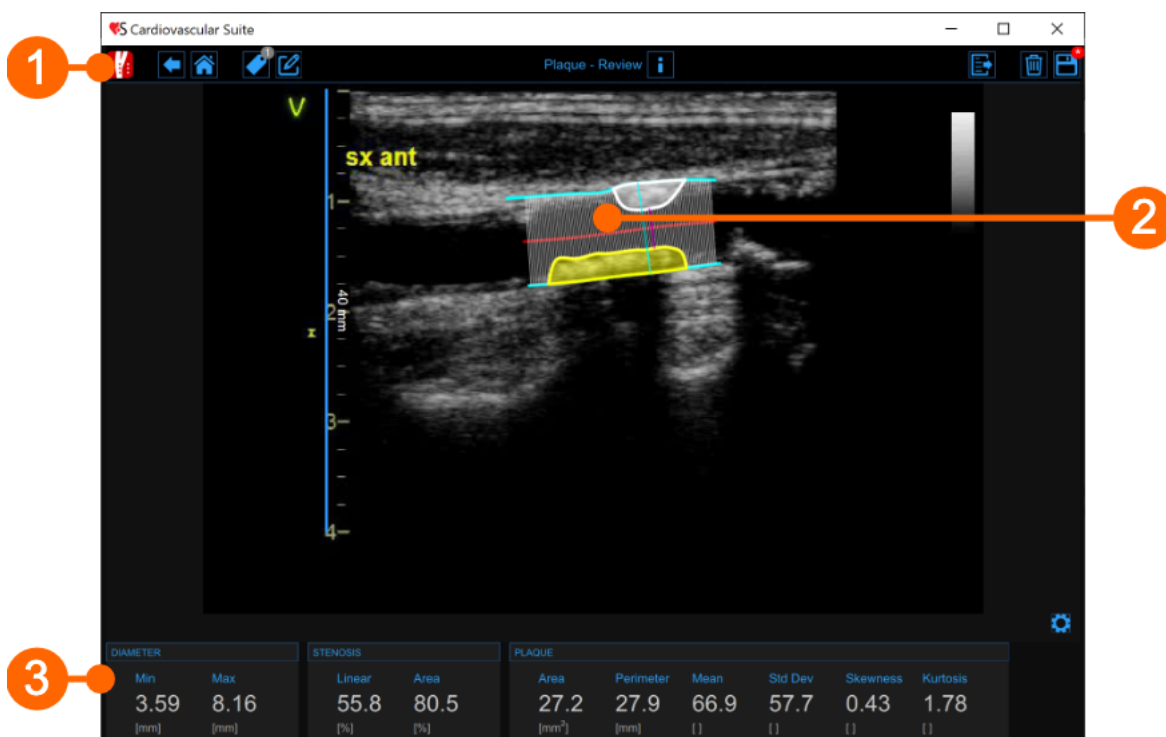 S Cardiovascular Suite
1
1
Plaque - Review
i
*
V
sx ant
1
2
2
40 mm
3
4
DIAMETER
STENOSIS
PLAQUE
3
Min
Max
Linear
Area
Area
Perimeter
Mean
Std Dev
Skewness
Kurtosis
3.59
8.16
55.8
80.5
27.2
27.9
66.9
57.7
0.43
1.78
[mm]
[mm]
[%]
[%]
[mm²]
[mm]
[ ]
[ ]
[ ]
[ ]